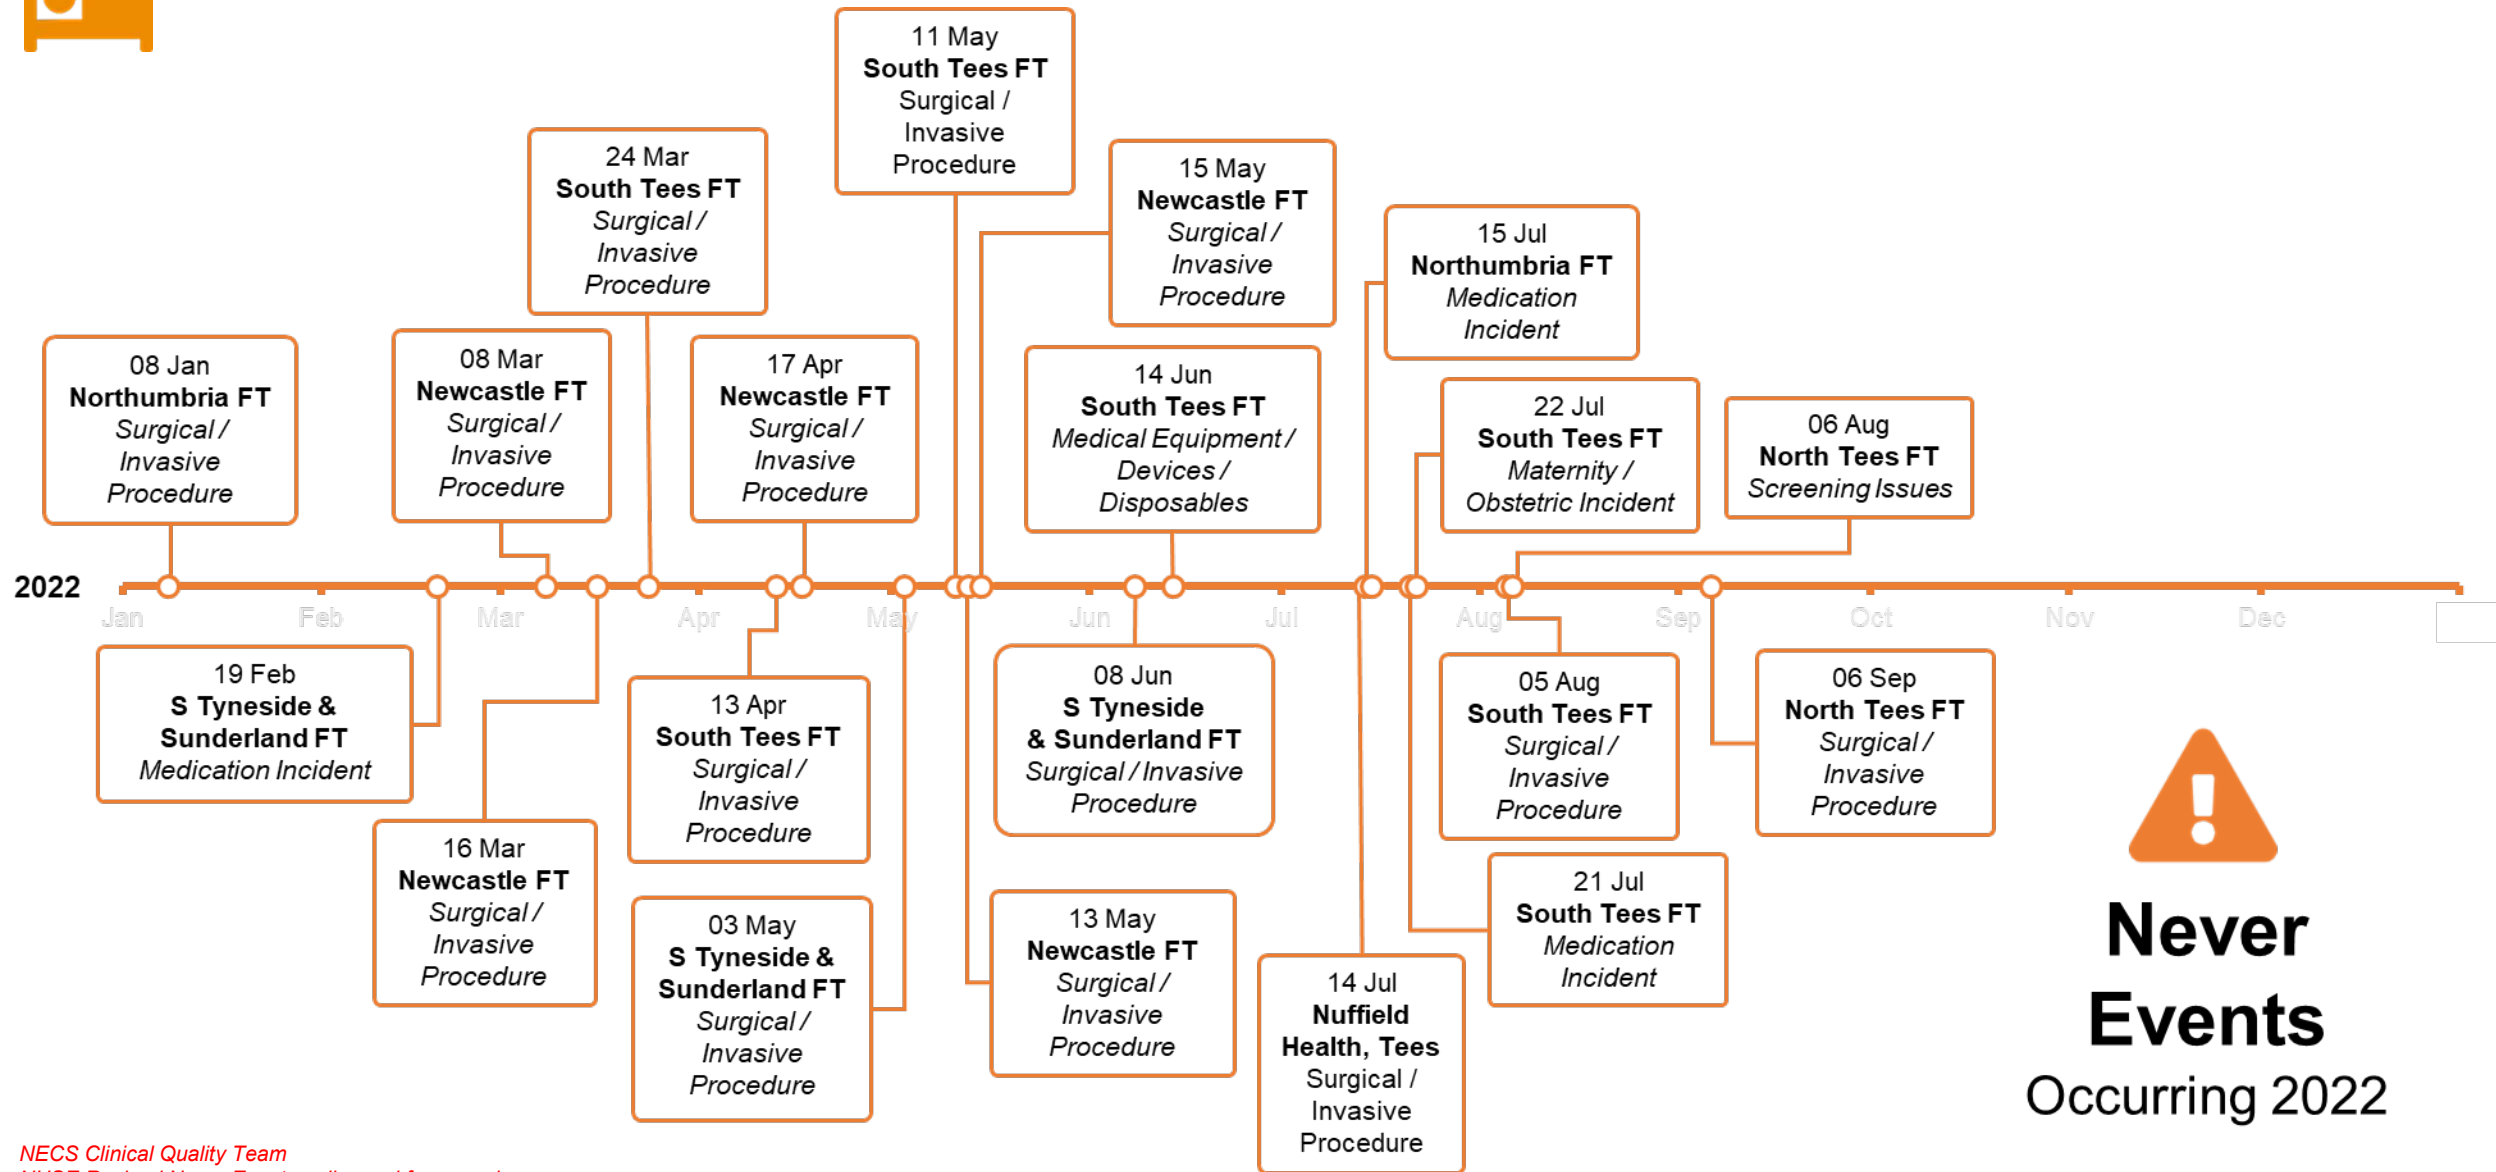 11 May
South Tees FT
Surgical /
Invasive
Procedure
24 Mar
South Tees FT
Surgical /
Invasive
Procedure
15 May
Newcastle FT
Surgical /
Invasive
Procedure
15 Jul
Northumbria FT
Medication
Incident
08 Jan
Northumbria FT
Surgical /
Invasive
Procedure
08 Mar
Newcastle FT
Surgical /
Invasive
Procedure
17 Apr
Newcastle FT
Surgical /
Invasive
Procedure
14 Jun
South Tees FT
Medical Equipment /
Devices /
Disposables
22 Jul
South Tees FT
Maternity /
Obstetric Incident
06 Aug
North Tees FT
Screening Issues
2022
Jan Feb Mar Apr May Jun Jul Aug Sep Oct Nov Dec
19 Feb
S Tyneside &
Sunderland FT
Medication Incident
16 Mar
Newcastle FT
Surgical /
Invasive
Procedure
13 Apr
South Tees FT
Surgical /
Invasive
Procedure
03 May
S Tyneside &
Sunderland FT
Surgical /
Invasive
Procedure
08 Jun
S Tyneside
& Sunderland FT
Surgical / Invasive
Procedure
13 May
Newcastle FT
Surgical /
Invasive
Procedure
14 Jul
Nuffield
Health, Tees
Surgical /
Invasive
Procedure
05 Aug
South Tees FT
Surgical /
Invasive
Procedure
21 Jul
South Tees FT
Medication
Incident
06 Sep
North Tees FT
Surgical /
Invasive
Procedure
Never
Events
Occurring 2022
NECS Clinical Quality Team